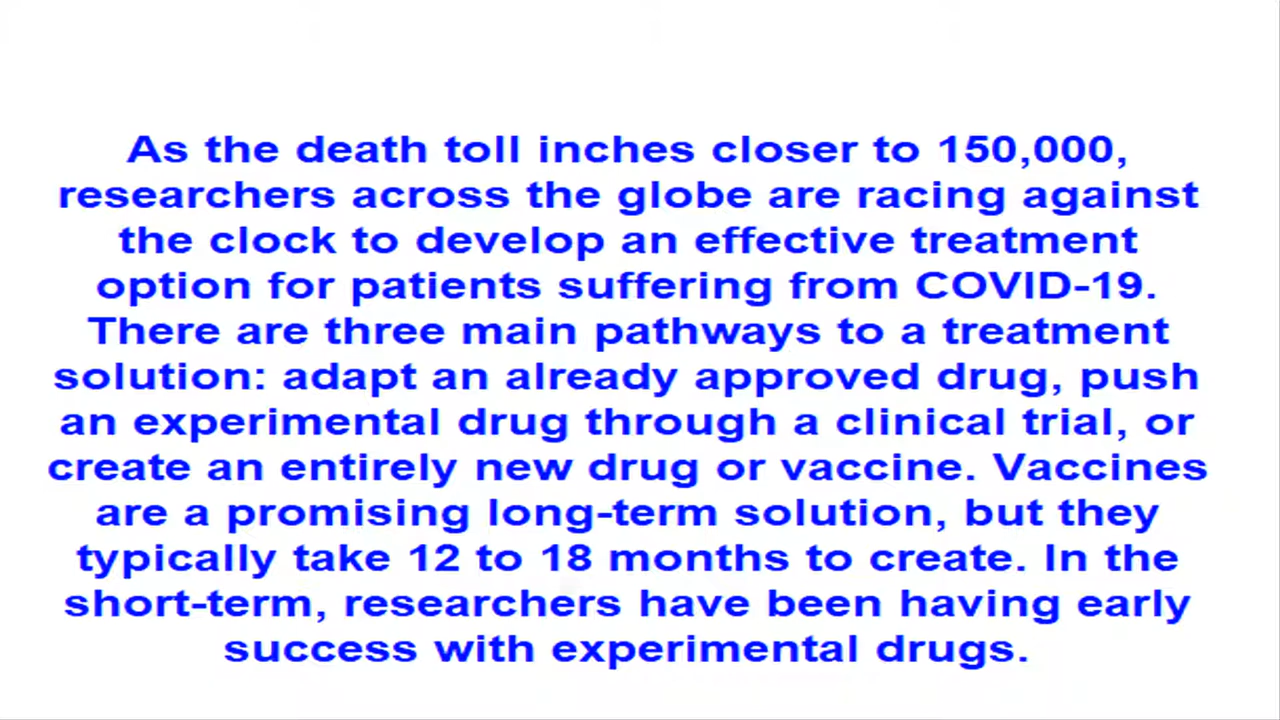 As the death toll inches closer to 150,000,
researchers across the globe are racing against
the clock to develop an effective treatment
option for patients suffering from COVID-19.
There are three main pathways to a treatment
solution: adapt an already approved drug, push
an experimental drug through a clinical trial, or
create an entirely new drug or vaccine. Vaccines
are a promising long-term solution, but they
typically take 12 to 18 months to create. In the
short-term, researchers have been having early
success with experimental drugs.